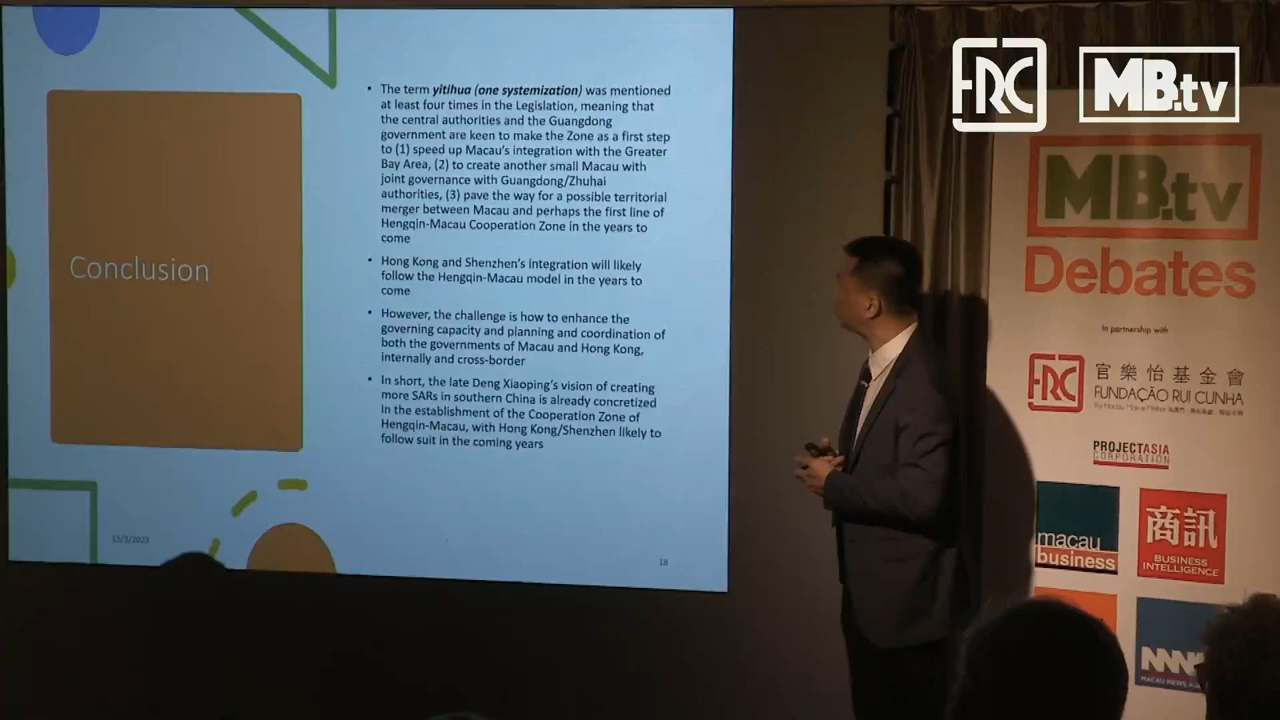 Conclusion
• The term yitihua (one systemization) was mentioned
at least four times in the Legislation, meaning that
the central authorities and the Guangdong
government are keen to make the Zone as a first step
to (1) speed up Macau's integration with the Greater
Bay Area, (2) to create another small Macau with
joint governance with Guangdong/Zhuhai
authorities, (3) pave the way for a possible territorial
merger between Macau and perhaps the first line of
Hengqin-Macau Cooperation Zone in the years to
come
• Hong Kong and Shenzhen's integration will likely
follow the Hengqin-Macau model in the years to
come
• However, the challenge is how to enhance the
governing capacity and planning and coordination of
both the governments of Macau and Hong Kong,
internally and cross-border
• In short, the late Deng Xiaoping's vision of creating
more SARs in southern China is already concretized
in the establishment of the Cooperation Zone of
Hengqin-Macau, with Hong Kong/Shenzhen likely to
follow suit in the coming years
15/3/2023
18
FRC
MB.tv
MB.tv
Debates
In partnership with
FRC
官樂怡基金會
FUNDAÇÃO RUI CUNHA
PROJECTASIA
CORPORATION
macau
business
商訊
BUSINESS
INTELLIGENCE
MACAU NEWS